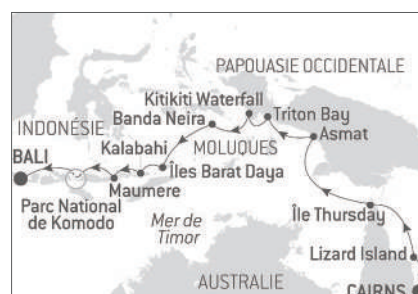 PAPOUASIE OCCIDENTALE
Kitikiti Waterfall
Triton Bay
Banda Neira
Asmat
INDONÉSIE
Kalabahi
MOLUQUES
BALI
Îles Barat Daya
Maumere
Parc National
de Komodo
Île Thursday
Mer de
Timor
Lizard Island
AUSTRALIE
CAIRNS